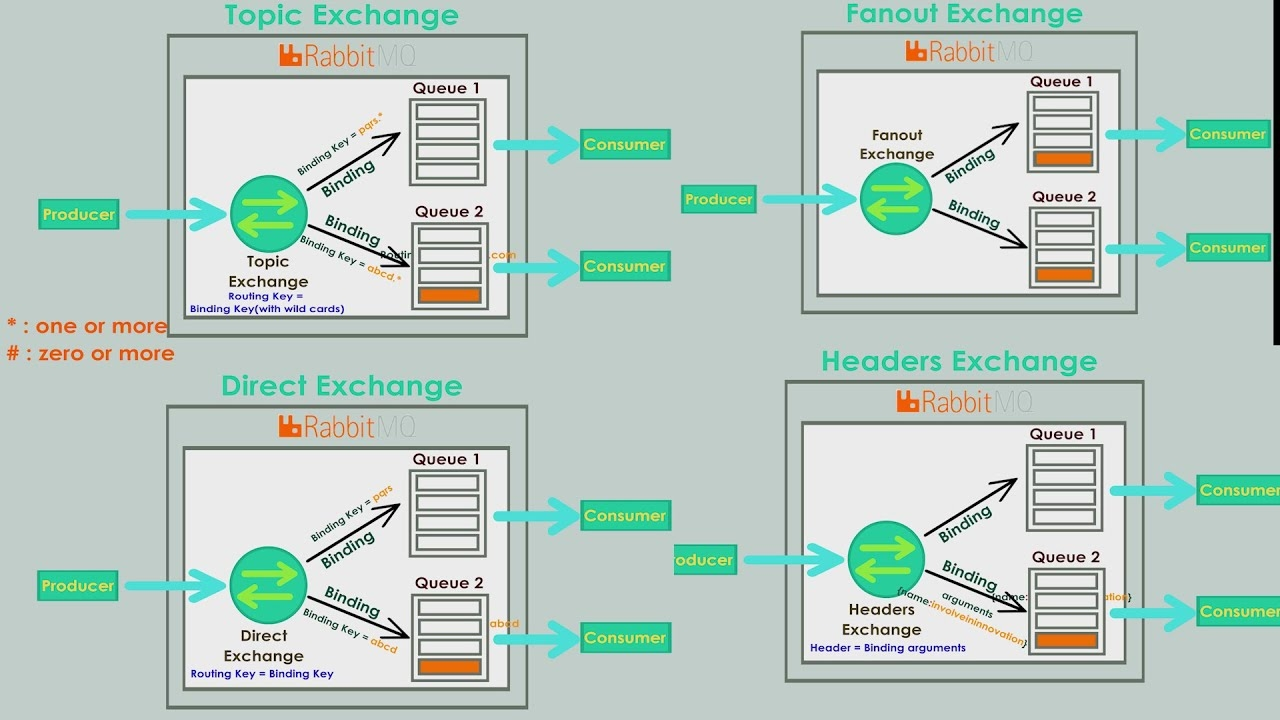 Topic Exchange
RabbitMQ
Queue 1
Binding Key = pqrs.*
Binding
Consumer
Producer
Queue 2
Binding
Binding Key = abcd.*
.com
Consumer
Topic
Exchange
Routing Key =
Binding Key(with wild cards)
* : one or more
# : zero or more
Fanout Exchange
RabbitMQ
Queue 1
Fanout
Exchange
Binding
Consumer
Producer
Queue 2
Binding
Consumer
Direct Exchange
RabbitMQ
Queue 1
Binding Key = pqrs
Binding
Consumer
Producer
Queue 2
Binding
Binding Key = abcd
abcd
Consumer
Direct
Exchange
Routing Key = Binding Key
Headers Exchange
RabbitMQ
Queue 1
Binding
Consumer
roducer
Queue 2
Binding
arguments
{name:involveininnovation}
{name:
ation}
Consumer
Headers
Exchange
Header = Binding arguments